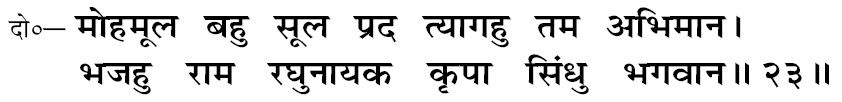 दो०— मोहमूल बहु सूल प्रद त्यागहु तम अभिमान।
भजहु राम रघुनायक कृपा सिंधु भगवान॥ २३॥